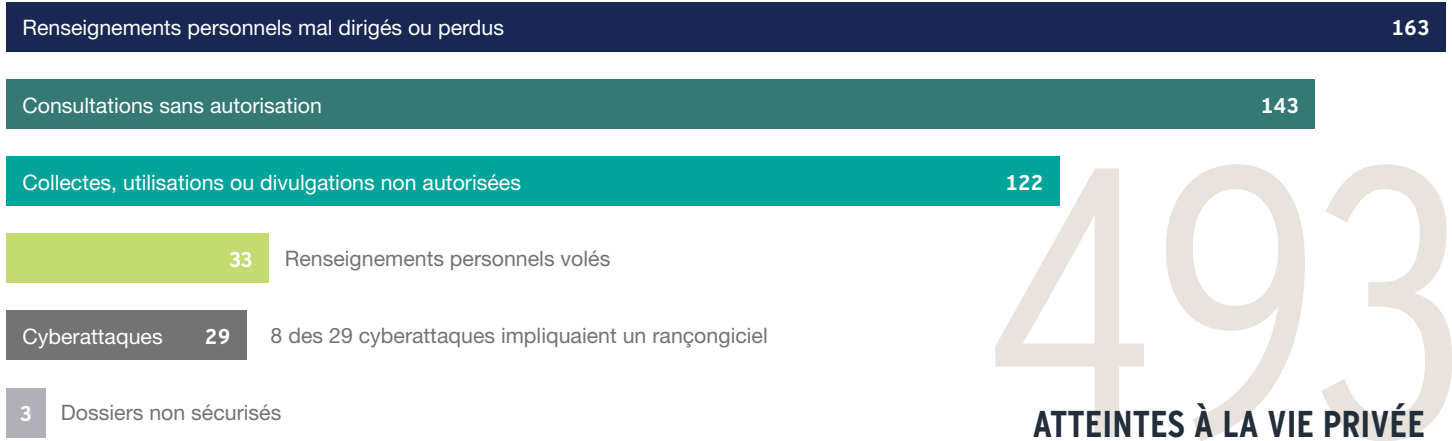 Renseignements personnels mal dirigés ou perdus 163
Consultations sans autorisation 143
Collectes, utilisations ou divulgations non autorisées 122
33 Renseignements personnels volés
Cyberattaques 29 8 des 29 cyberattaques impliquaient un rançongiciel
3 Dossiers non sécurisés
493
ATTEINTES À LA VIE PRIVÉE